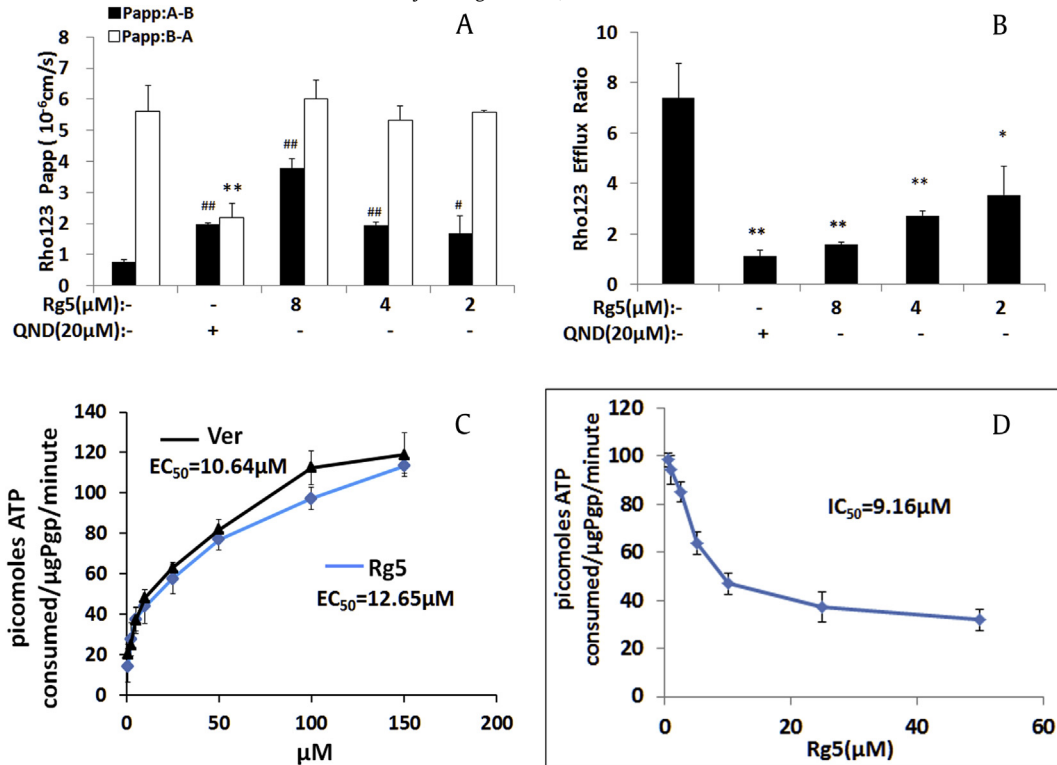 Papp:A-B
Papp:B-A
A
8
7
6
5
4
3
2
1
0
Rho123 Papp ( 10⁻⁶cm/s)
##
**
##
##
#
Rg5(μM):- - 8 4 2
QND(20μM):- + - - -
B
10
8
6
4
2
0
Rho123 Efflux Ratio
**
**
**
*
Rg5(μM):- - 8 4 2
QND(20μM):- + - - -
C
140
120
100
80
60
40
20
0
picomoles ATP
consumed/μgPgp/minute
Ver
EC₅₀=10.64μM
Rg5
EC₅₀=12.65μM
0 50 100 150 200
μM
D
120
100
80
60
40
20
0
picomoles ATP
consumed/μgPgp/minute
IC₅₀=9.16μM
0 20 40 60
Rg5(μM)